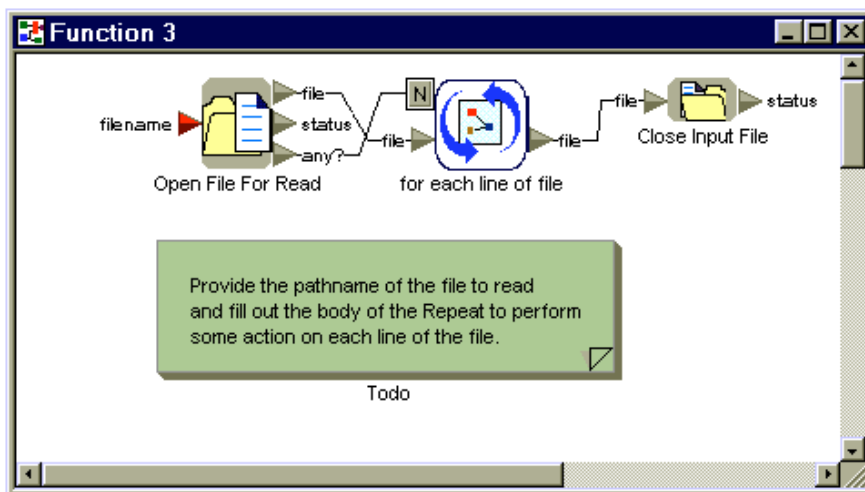 Function 3
filename
file
status
any?
Open File For Read
N
file
file
for each line of file
file
status
Close Input File
Provide the pathname of the file to read
and fill out the body of the Repeat to perform
some action on each line of the file.
Todo